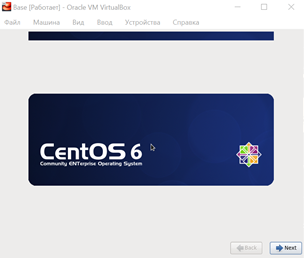 Base [Работает] - Oracle VM VirtualBox
Файл Машина Вид Ввод Устройства Справка
CentOS 6
Community ENTerprise Operating System
Back Next